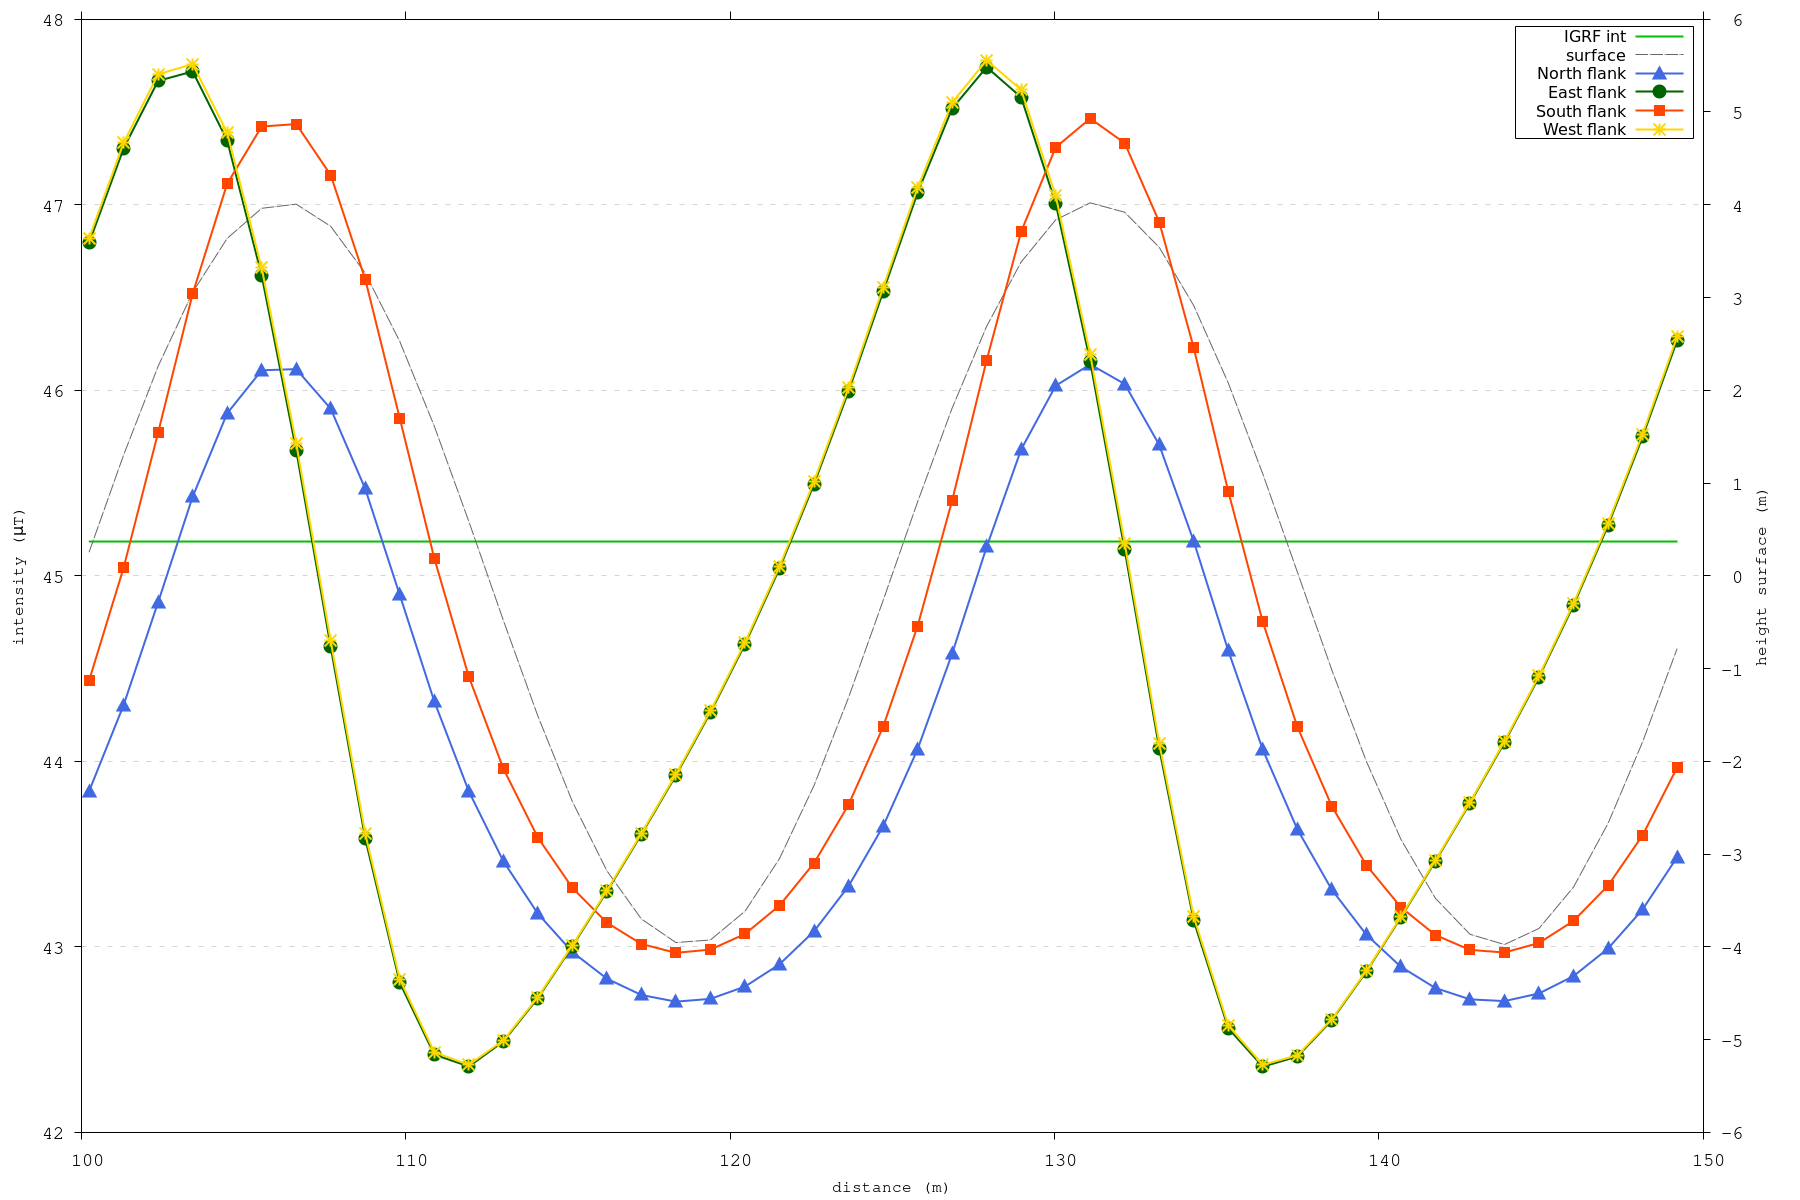 48
47
46
45
44
43
42
intensity (µT)
100
110
120
130
140
150
distance (m)
6
5
4
3
2
1
0
−1
−2
−3
−4
−5
−6
height surface (m)
IGRF int
surface
North flank
East flank
South flank
West flank